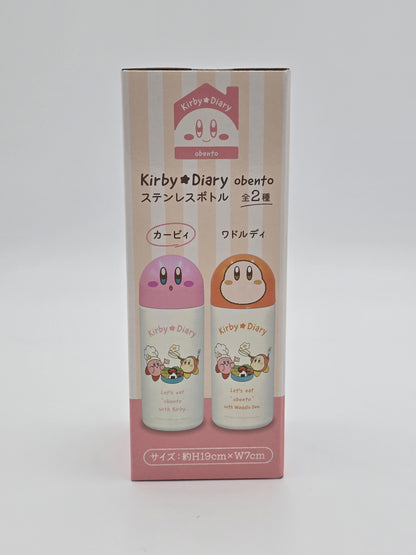 Kirby★Diary
obento
Kirby★Diary obento
ステンレスボトル 全2種
カービィ
ワドルディ
Kirby★Diary
Let's eat
"obento"
with Kirby.
Kirby★Diary
Let's eat
"obento"
with Waddle Dee.
サイズ：約H19cm×W7cm